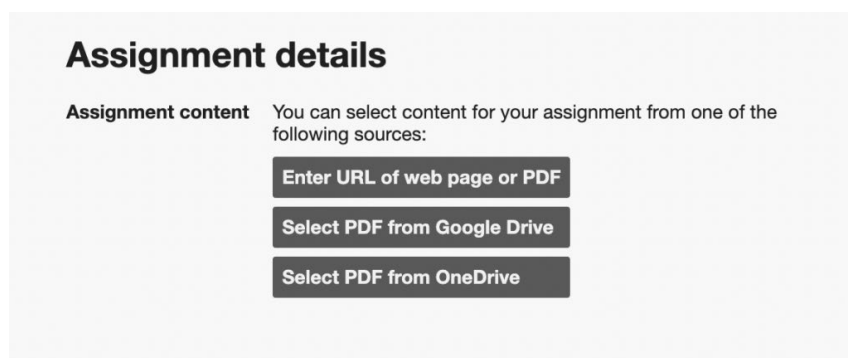 Assignment details
Assignment content
You can select content for your assignment from one of the
following sources:
Enter URL of web page or PDF
Select PDF from Google Drive
Select PDF from OneDrive